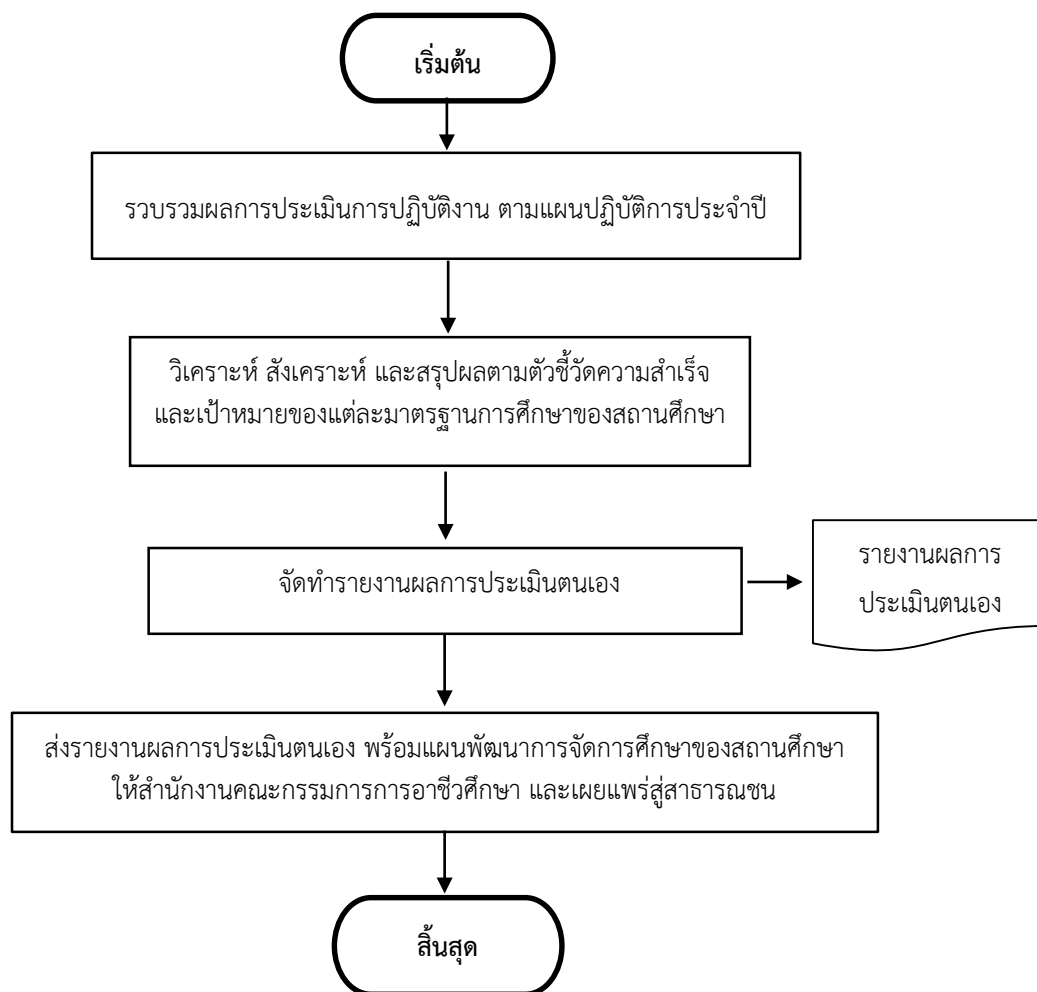 เริ่มต้น
รวบรวมผลการประเมินการปฏิบัติงาน ตามแผนปฏิบัติการประจำปี
วิเคราะห์ สังเคราะห์ และสรุปผลตามตัวชี้วัดความสำเร็จ
และเป้าหมายของแต่ละมาตรฐานการศึกษาของสถานศึกษา
จัดทำรายงานผลการประเมินตนเอง
รายงานผลการ
ประเมินตนเอง
ส่งรายงานผลการประเมินตนเอง พร้อมแผนพัฒนาการจัดการศึกษาของสถานศึกษา
ให้สำนักงานคณะกรรมการการอาชีวศึกษา และเผยแพร่สู่สาธารณชน
สิ้นสุด